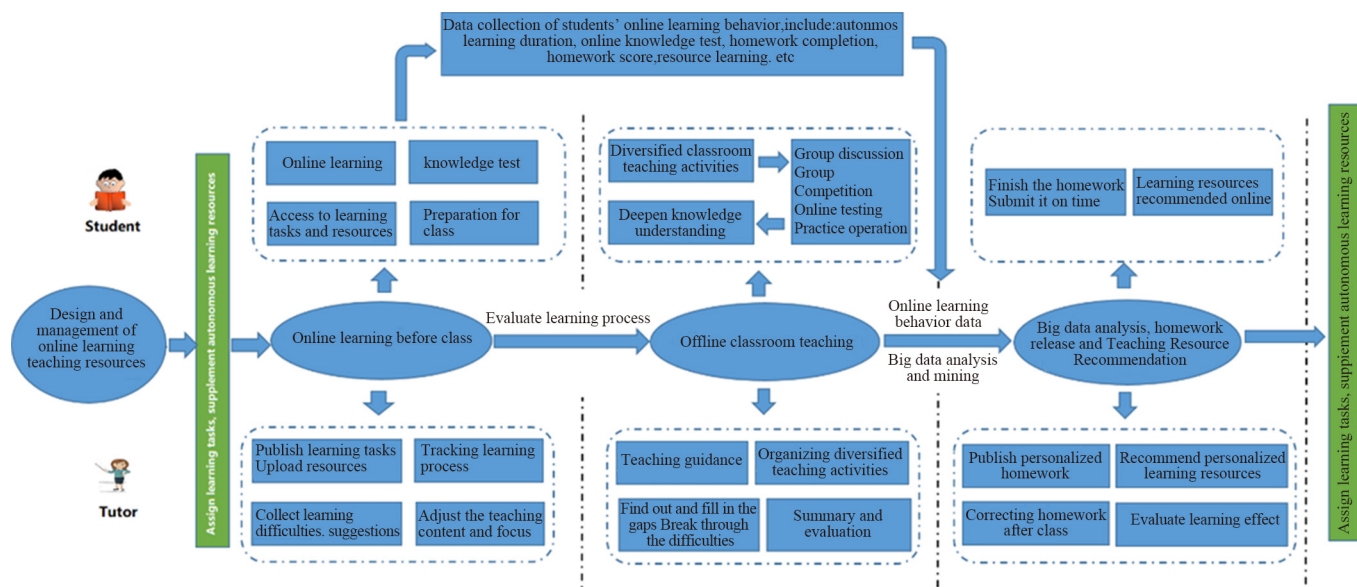 Data collection of students' online learning behavior,include:autonmos
learning duration, online knowledge test, homework completion,
homework score,resource learning. etc
Student
Tutor
Design and
management of
online learning
teaching resources
Assign learning tasks, supplement autonomous learning resources
Online learning
knowledge test
Access to learning
tasks and resources
Preparation for
class
Online learning before class
Publish learning tasks
Upload resources
Tracking learning
process
Collect learning
difficulties. suggestions
Adjust the teaching
content and focus
Evaluate learning process
Diversified classroom
teaching activities
Group discussion
Group
Competition
Online testing
Practice operation
Deepen knowledge
understanding
Offline classroom teaching
Teaching guidance
Organizing diversified
teaching activities
Find out and fill in the
gaps Break through
the difficulties
Summary and
evaluation
Online learning
behavior data
Big data analysis
and mining
Finish the homework
Submit it on time
Learning resources
recommended online
Big data analysis, homework
release and Teaching Resource
Recommendation
Publish personalized
homework
Recommend personalized
learning resources
Correcting homework
after class
Evaluate learning effect
Assign learning tasks, suppiement autonomous learning resources